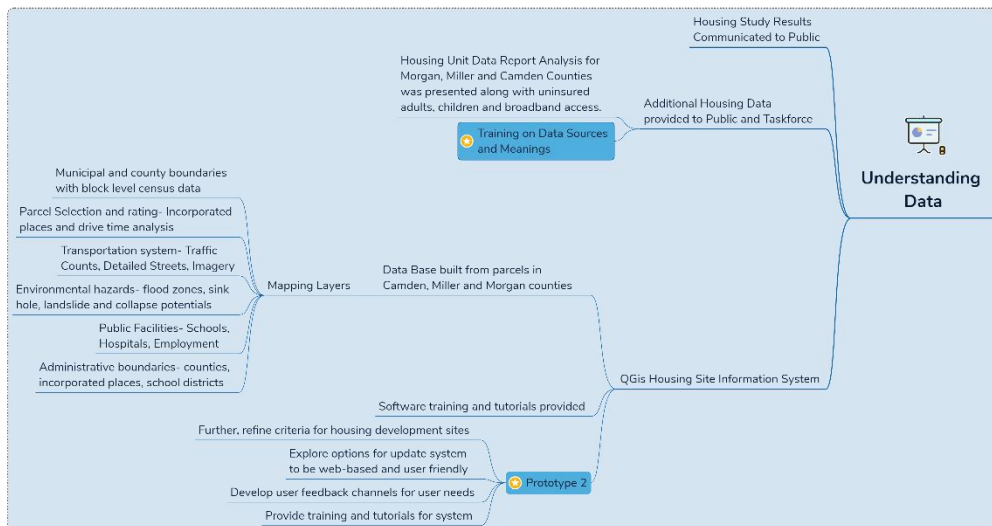 Housing Study Results
Communicated to Public
Housing Unit Data Report Analysis for
Morgan, Miller and Camden Counties
was presented along with uninsured
adults, children and broadband access.
Training on Data Sources
and Meanings
Additional Housing Data
provided to Public and Taskforce
Understanding
Data
Municipal and county boundaries
with block level census data
Parcel Selection and rating- Incorporated
places and drive time analysis
Transportation system- Traffic
Counts, Detailed Streets, Imagery
Environmental hazards- flood zones, sink
hole, landslide and collapse potentials
Public Facilities- Schools,
Hospitals, Employment
Administrative boundaries- counties,
incorporated places, school districts
Mapping Layers
Data Base built from parcels in
Camden, Miller and Morgan counties
QGis Housing Site Information System
Software training and tutorials provided
Further, refine criteria for housing development sites
Explore options for update system
to be web-based and user friendly
Develop user feedback channels for user needs
Provide training and tutorials for system
Prototype 2